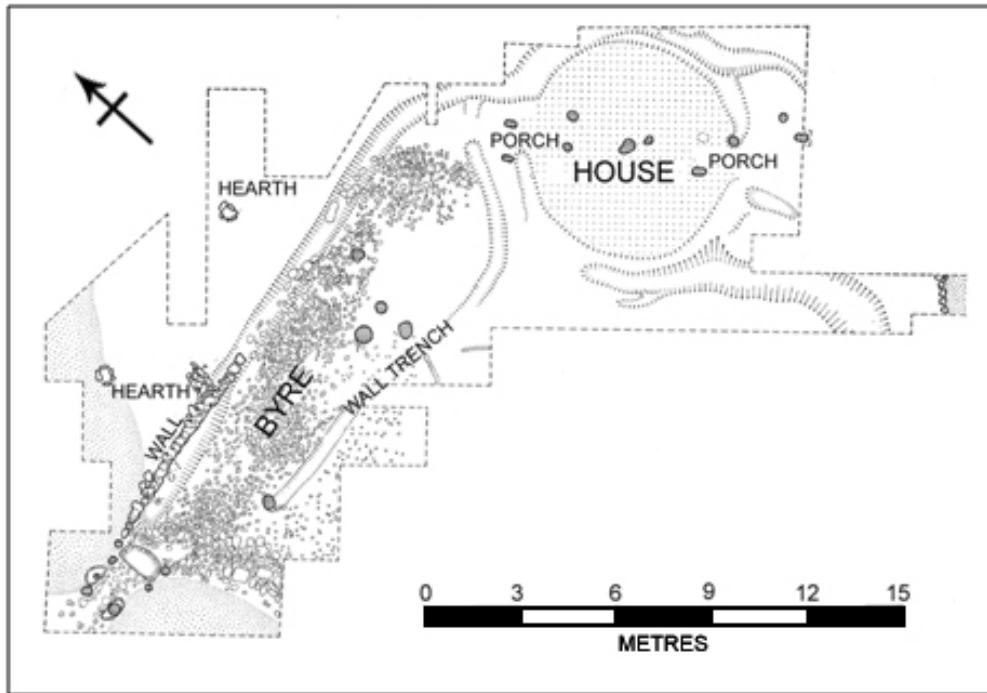 PORCH
HOUSE
PORCH
HEARTH
HEARTH
WALL
BYRE
WALL TRENCH
0 3 6 9 12 15
METRES